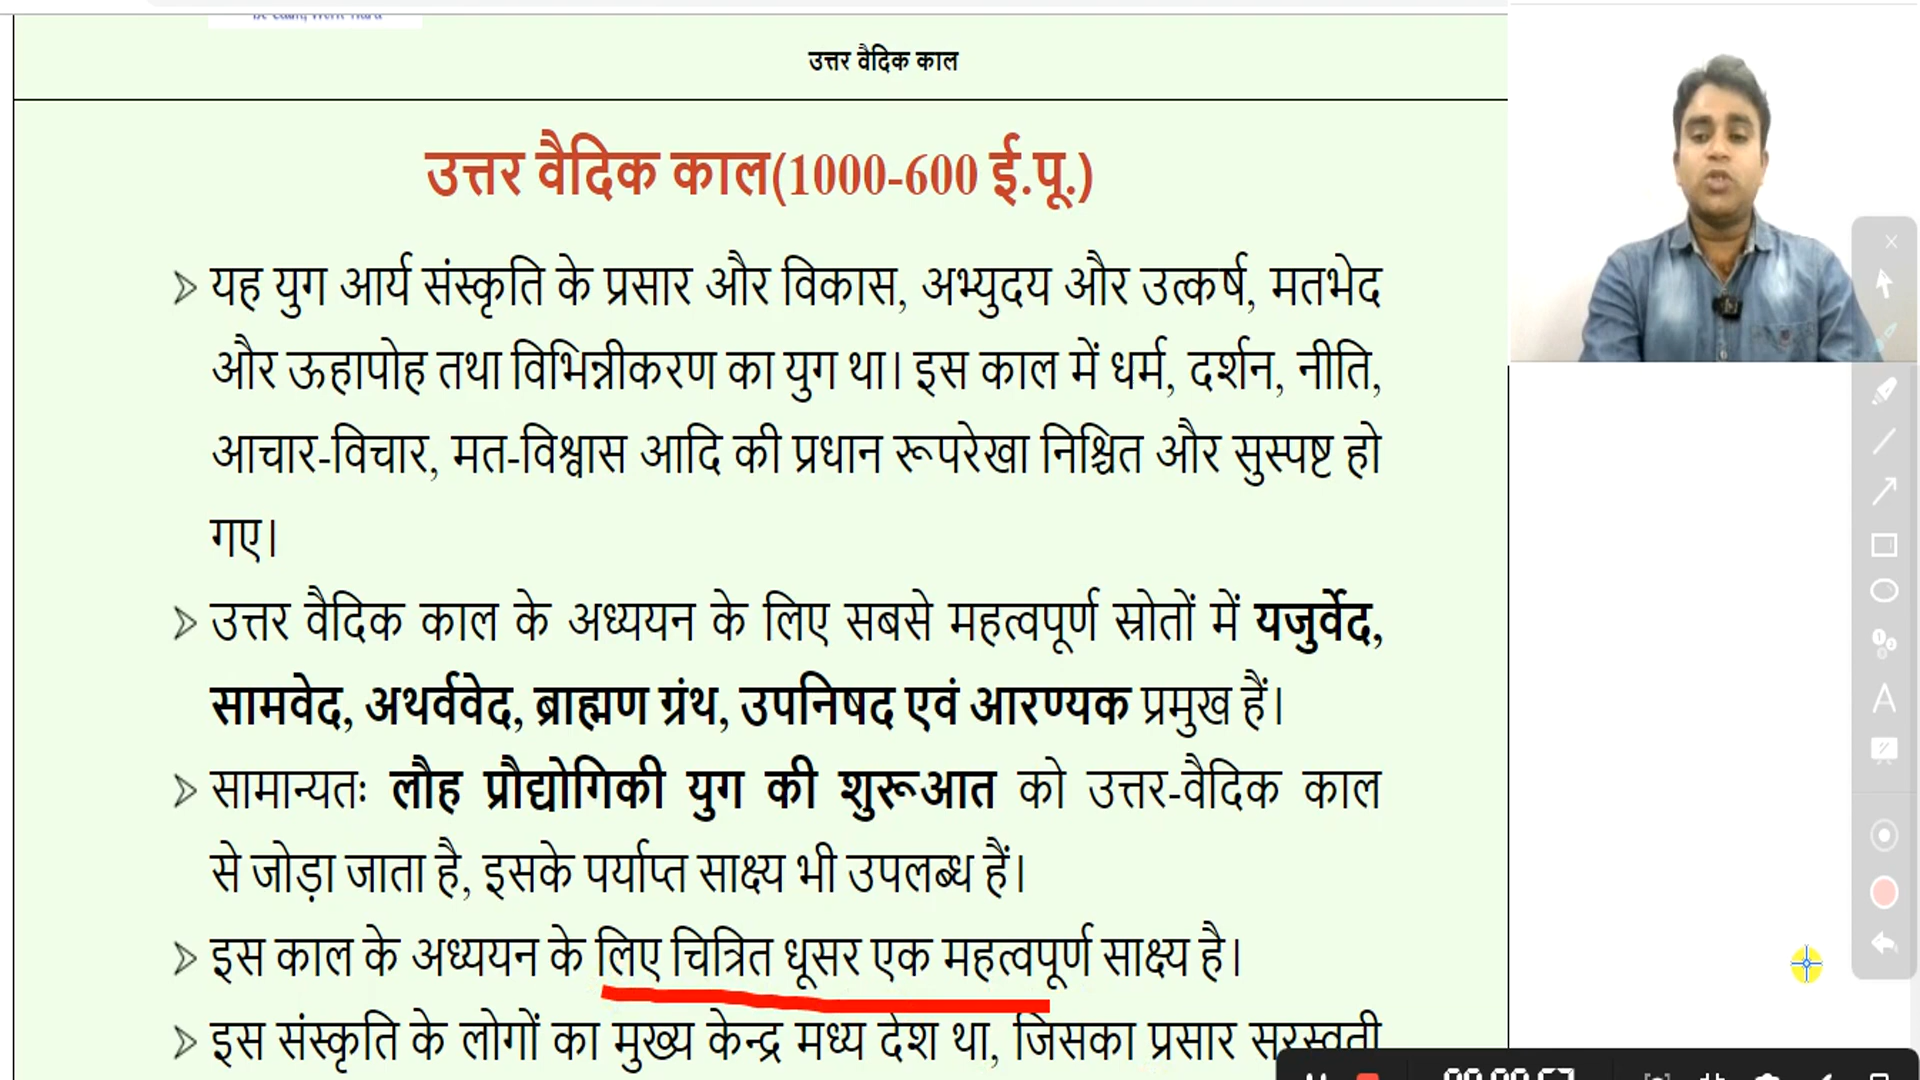 उत्तर वैदिक काल
उत्तर वैदिक काल(1000-600 ई.पू.)
यह युग आर्य संस्कृति के प्रसार और विकास, अभ्युदय और उत्कर्ष, मतभेद
और ऊहापोह तथा विभिन्नीकरण का युग था। इस काल में धर्म, दर्शन, नीति,
आचार-विचार, मत-विश्वास आदि की प्रधान रूपरेखा निश्चित और सुस्पष्ट हो
गए।
उत्तर वैदिक काल के अध्ययन के लिए सबसे महत्वपूर्ण स्रोतों में यजुर्वेद,
सामवेद, अथर्ववेद, ब्राह्मण ग्रंथ, उपनिषद एवं आरण्यक प्रमुख हैं।
सामान्यतः लौह प्रौद्योगिकी युग की शुरूआत को उत्तर-वैदिक काल
से जोड़ा जाता है, इसके पर्याप्त साक्ष्य भी उपलब्ध हैं।
इस काल के अध्ययन के लिए चित्रित धूसर एक महत्वपूर्ण साक्ष्य है।
इस संस्कृति के लोगों का मुख्य केन्द्र मध्य देश था, जिसका प्रसार सरस्वती